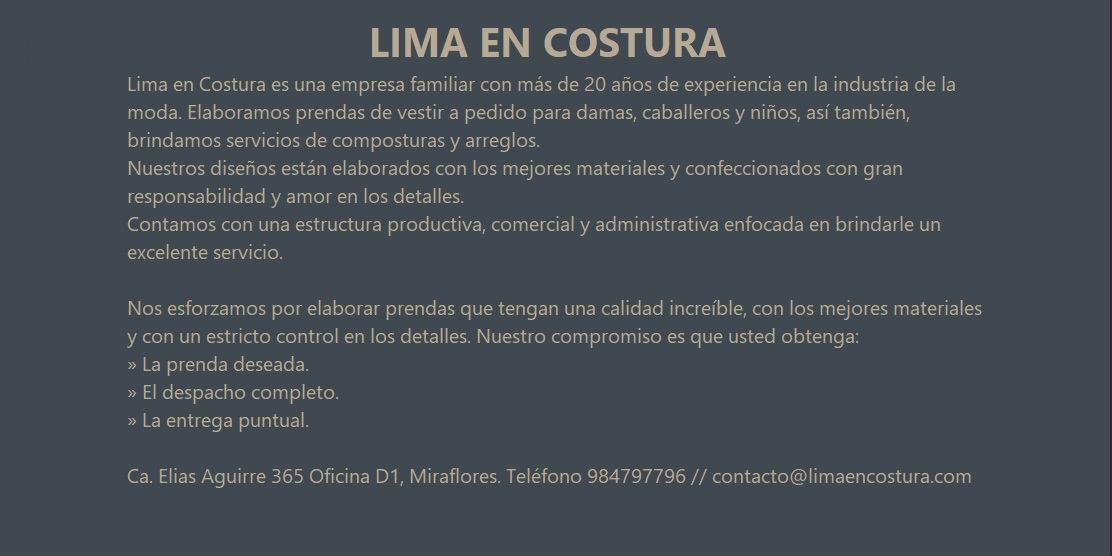 LIMA EN COSTURA
Lima en Costura es una empresa familiar con más de 20 años de experiencia en la industria de la
moda. Elaboramos prendas de vestir a pedido para damas, caballeros y niños, así también,
brindamos servicios de composturas y arreglos.
Nuestros diseños están elaborados con los mejores materiales y confeccionados con gran
responsabilidad y amor en los detalles.
Contamos con una estructura productiva, comercial y administrativa enfocada en brindarle un
excelente servicio.
Nos esforzamos por elaborar prendas que tengan una calidad increíble, con los mejores materiales
y con un estricto control en los detalles. Nuestro compromiso es que usted obtenga:
» La prenda deseada.
» El despacho completo.
» La entrega puntual.
Ca. Elias Aguirre 365 Oficina D1, Miraflores. Teléfono 984797796 // contacto@limaencostura.com